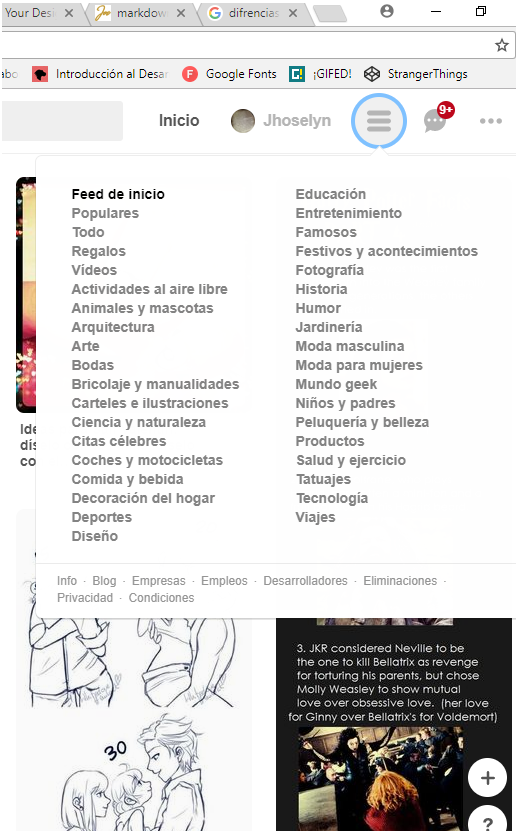 Your Desi
markdow
difrencias
abo
Introducción al Desar
Google Fonts
¡GIFED!
StrangerThings
Inicio
Jhoselyn
9+
Feed de inicio
Populares
Todo
Regalos
Vídeos
Actividades al aire libre
Animales y mascotas
Arquitectura
Arte
Bodas
Bricolaje y manualidades
Carteles e ilustraciones
Ciencia y naturaleza
Citas célebres
Coches y motocicletas
Comida y bebida
Decoración del hogar
Deportes
Diseño
Educación
Entretenimiento
Famosos
Festivos y acontecimientos
Fotografía
Historia
Humor
Jardinería
Moda masculina
Moda para mujeres
Mundo geek
Niños y padres
Peluquería y belleza
Productos
Salud y ejercicio
Tatuajes
Tecnología
Viajes
Info · Blog · Empresas · Empleos · Desarrolladores · Eliminaciones ·
Privacidad · Condiciones
Ide
dis
co
3. JKR considered Neville to be
the one to kill Bellatrix as revenge
for torturing his parents, but chose
Molly Weasley to show mutual
love over obsessive love. (her love
for Ginny over Bellatrix's for Voldemort)
30
+
?